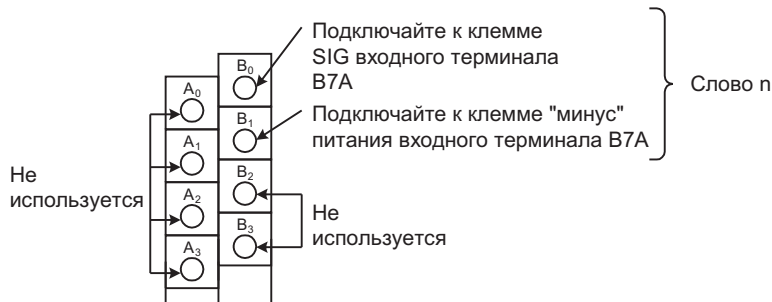 Подключайте к клемме
SIG входного терминала
B7A
Слово n
Подключайте к клемме "минус"
питания входного терминала B7A
B₀
A₀
B₁
A₁
B₂
A₂
B₃
A₃
Не
используется
Не
используется